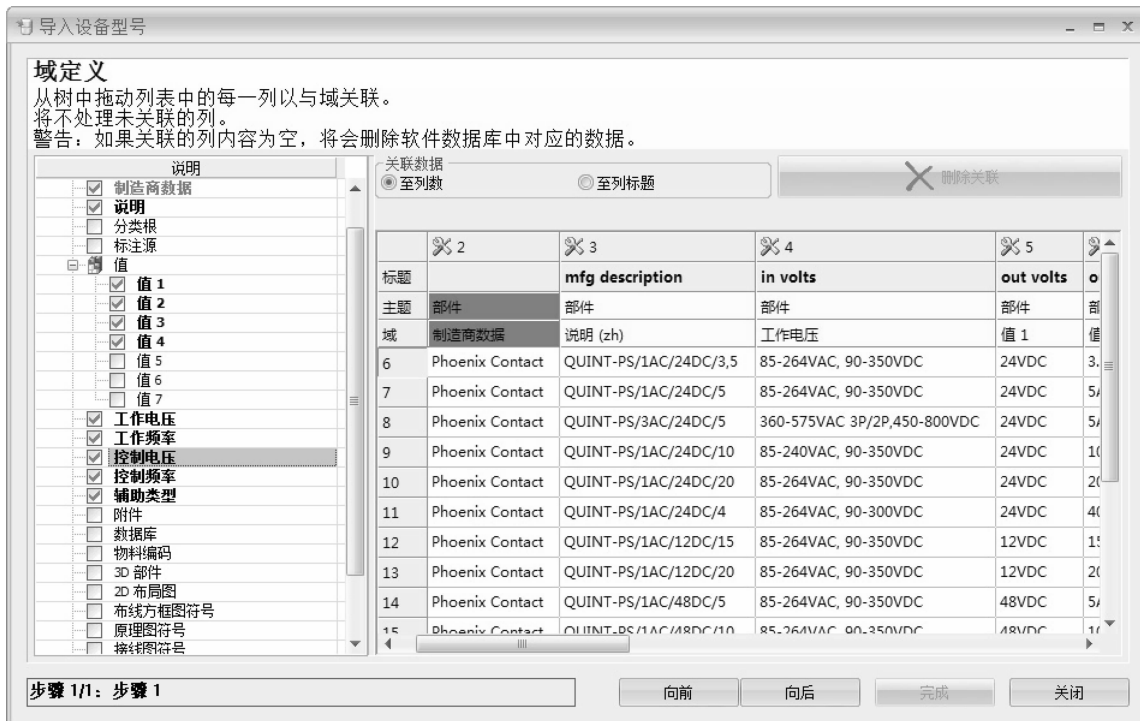 导入设备型号
域定义
从树中拖动列表中的每一列以与域关联。
将不处理未关联的列。
警告：如果关联的列内容为空，将会删除软件数据库中对应的数据。
说明
制造商数据
说明
分类根
标注源
值
值 1
值 2
值 3
值 4
值 5
值 6
值 7
工作电压
工作频率
控制电压
控制频率
辅助类型
附件
数据库
物料编码
3D 部件
2D 布局图
布线方框图符号
原理图符号
接线图符号
关联数据
至列数 至列标题 删除关联
2 3 4 5
标题 mfg description in volts out volts
主题 部件 部件 部件 部件
域 制造商数据 说明 (zh) 工作电压 值 1
6 Phoenix Contact QUINT-PS/1AC/24DC/3,5 85-264VAC, 90-350VDC 24VDC
7 Phoenix Contact QUINT-PS/1AC/24DC/5 85-264VAC, 90-350VDC 24VDC
8 Phoenix Contact QUINT-PS/3AC/24DC/5 360-575VAC 3P/2P,450-800VDC 24VDC
9 Phoenix Contact QUINT-PS/1AC/24DC/10 85-240VAC, 90-350VDC 24VDC
10 Phoenix Contact QUINT-PS/1AC/24DC/20 85-264VAC, 90-350VDC 24VDC
11 Phoenix Contact QUINT-PS/1AC/24DC/4 85-264VAC, 90-300VDC 24VDC
12 Phoenix Contact QUINT-PS/1AC/12DC/15 85-264VAC, 90-350VDC 12VDC
13 Phoenix Contact QUINT-PS/1AC/12DC/20 85-264VAC, 90-350VDC 12VDC
14 Phoenix Contact QUINT-PS/1AC/48DC/5 85-264VAC, 90-350VDC 48VDC
15 Phoenix Contact QUINT-PS/1AC/48DC/10 85-264VAC, 90-350VDC 48VDC
步骤 1/1：步骤 1
向前 向后 完成 关闭